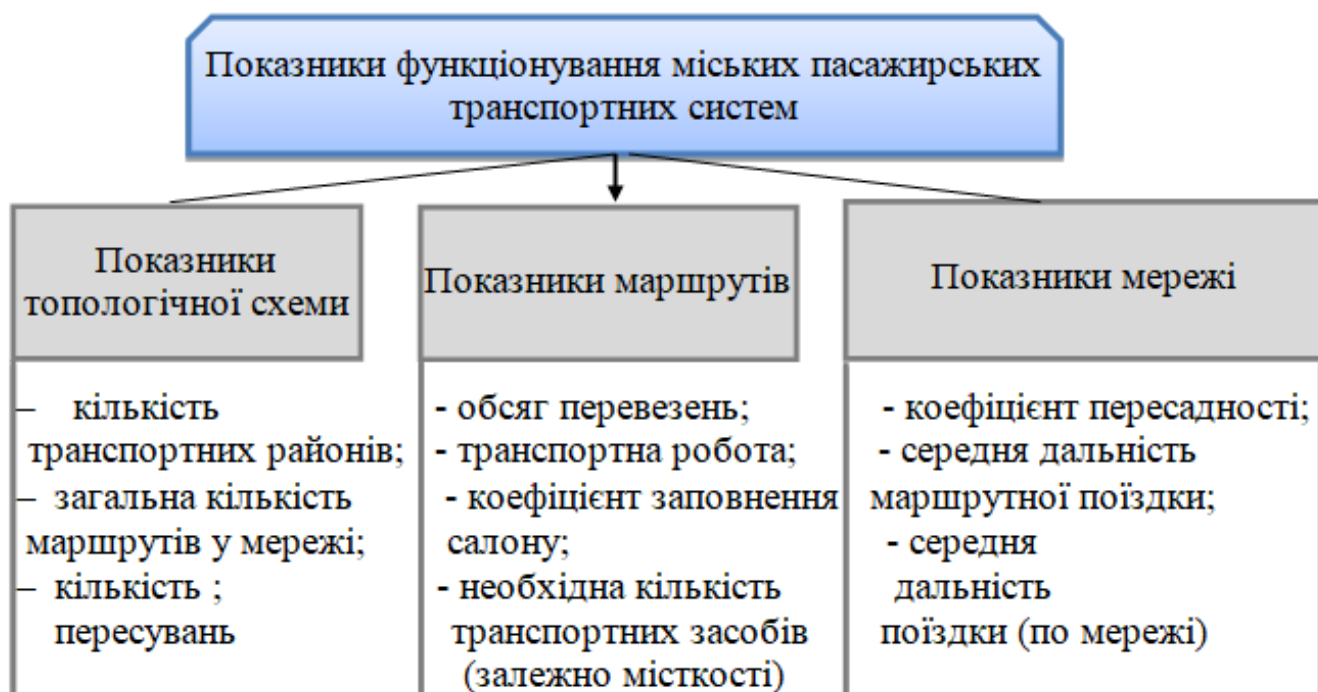 Показники функціонування міських пасажирських
транспортних систем
Показники
топологічної схеми
– кількість
транспортних районів;
– загальна кількість
маршрутів у мережі;
– кількість ;
пересувань
Показники маршрутів
- обсяг перевезень;
- транспортна робота;
- коефіцієнт заповнення
салону;
- необхідна кількість
транспортних засобів
(залежно місткості)
Показники мережі
- коефіцієнт пересадності;
- середня дальність
маршрутної поїздки;
- середня
дальність
поїздки (по мережі)